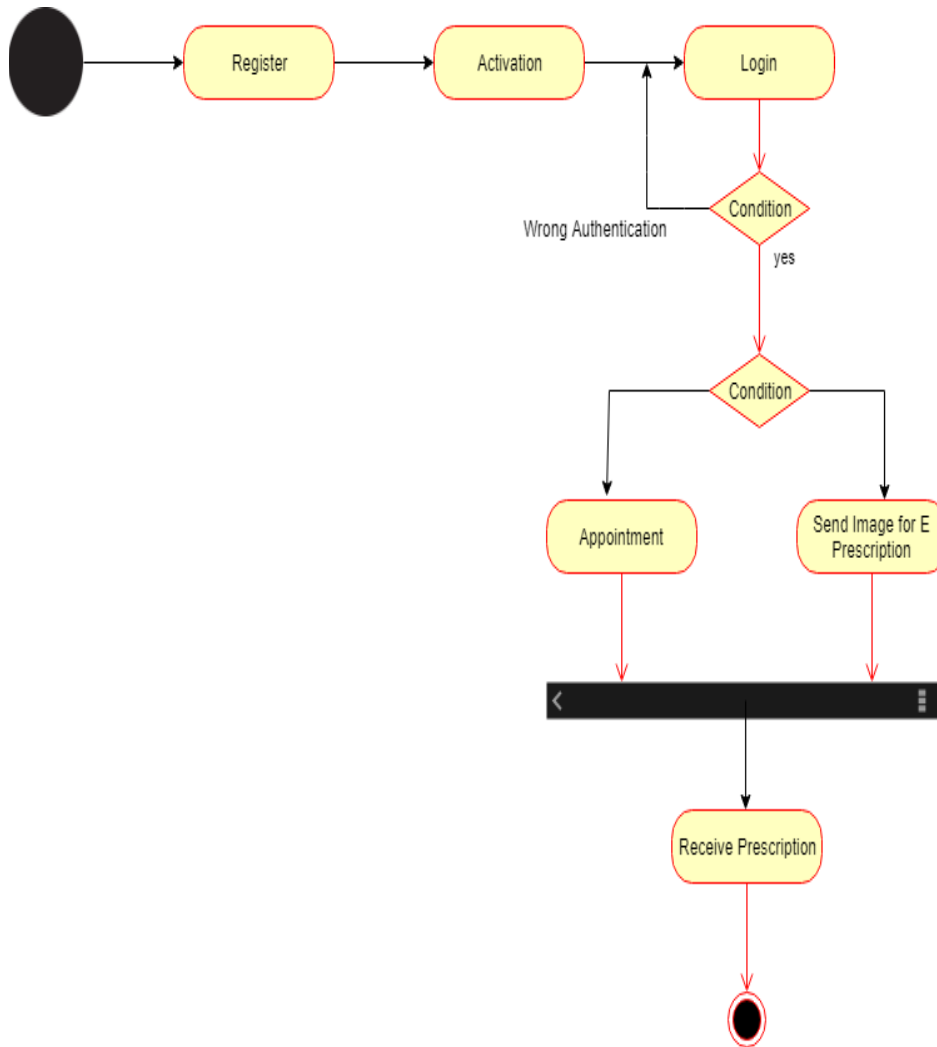 Register
Activation
Login
Condition
Wrong Authentication
yes
Condition
Appointment
Send Image for E
Prescription
Receive Prescription